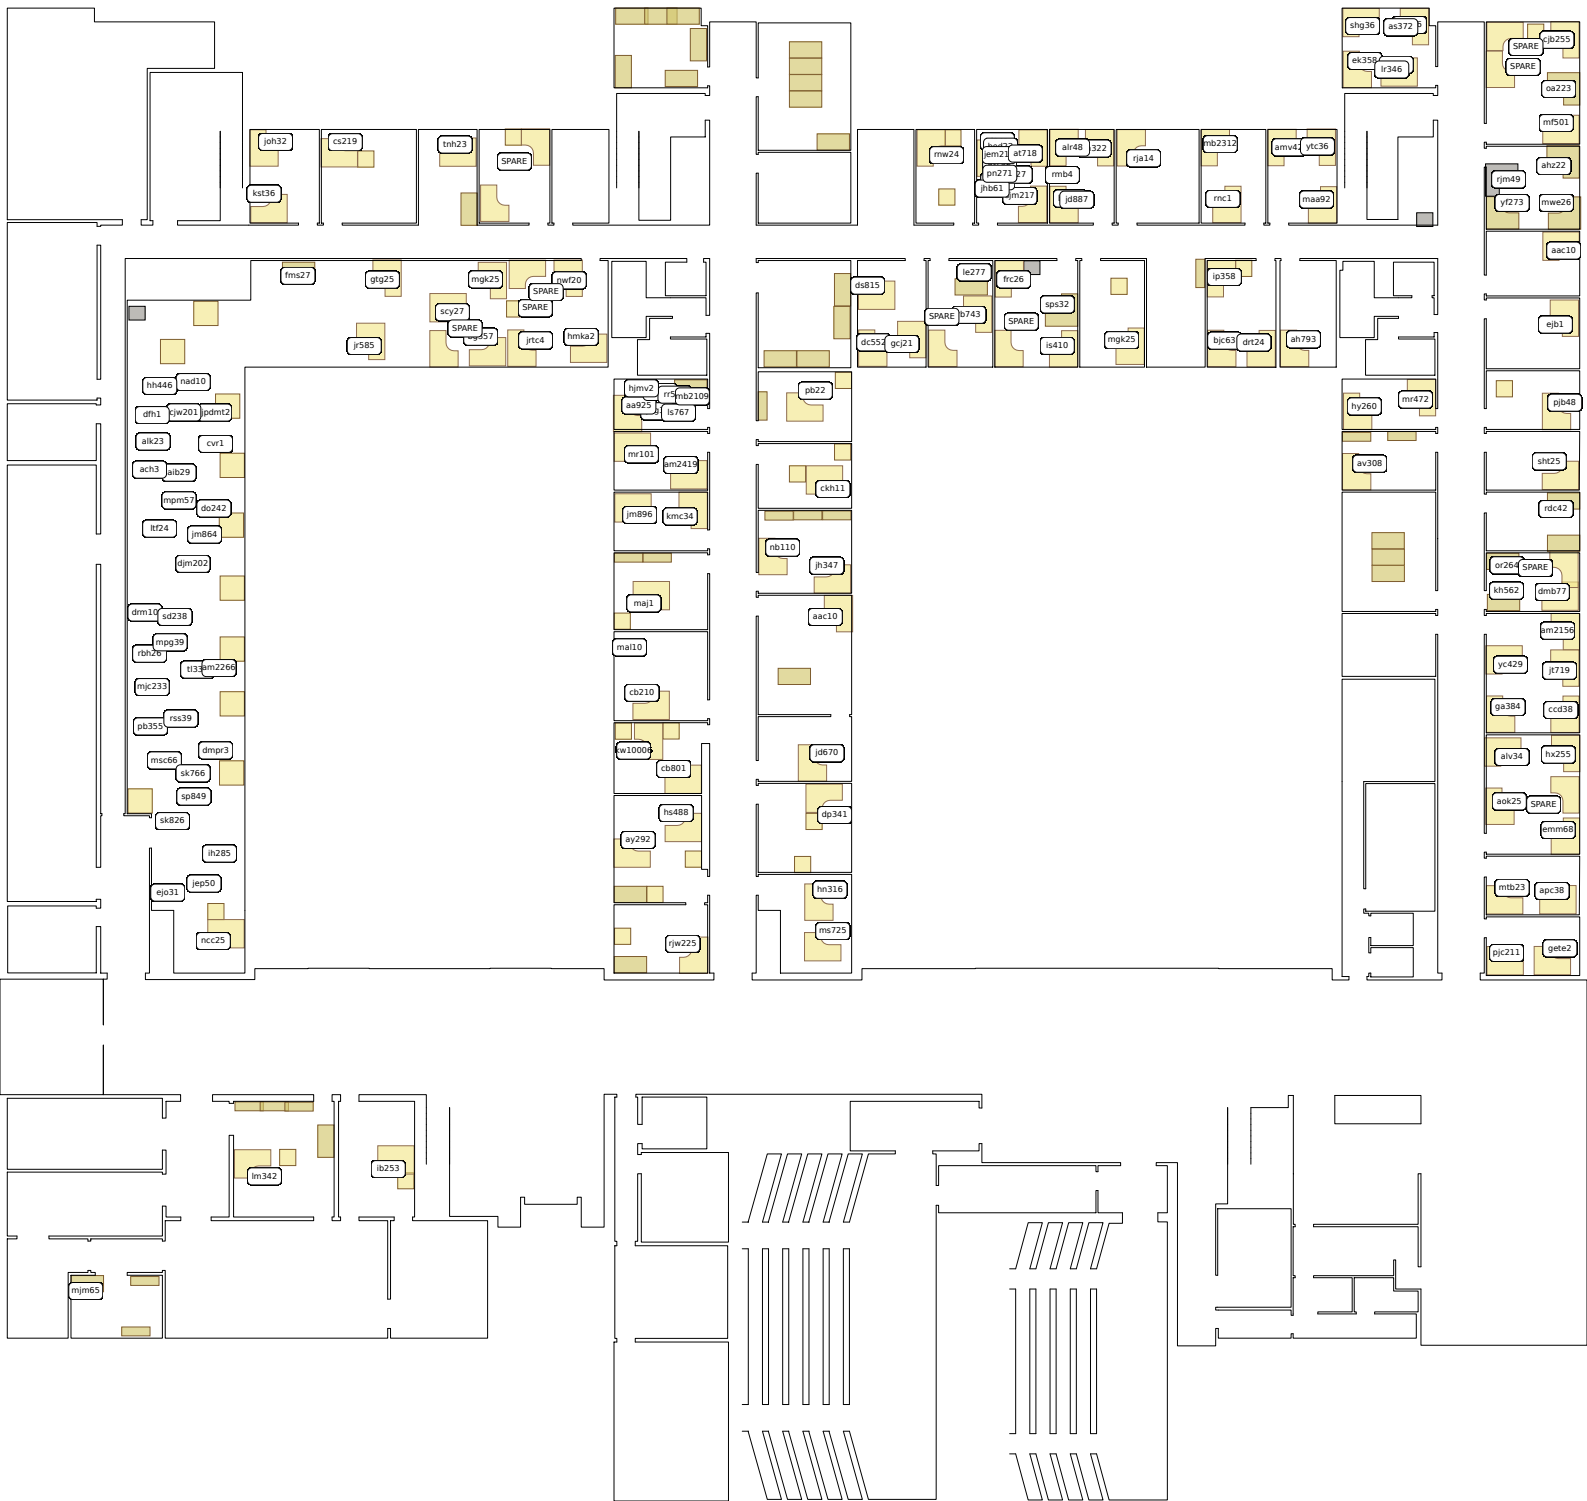 shg36
as372
ek358
lr346
cjb255
SPARE
SPARE
oa223
mf501
joh32
cs219
tnh23
SPARE
kst36
rnw24
jem21
at718
pn271
jhb61
alr48
rmb4
jd887
rja14
mb2312
rnc1
ytc36
maa92
ahz22
rjm49
yf273
mwe26
aac10
fms27
gtg25
mgk25
nwf20
SPARE
SPARE
scy27
SPARE
jr585
jrtc4
hmka2
ds815
le277
SPARE
dc552
gcj21
frc26
sps32
SPARE
is410
mgk25
ip358
bjc63
drt24
ah793
ejb1
hh446
nad10
dfh1
cjw201
jpdmt2
alk23
cvr1
ach3
aib29
mpm57
do242
ltf24
jm864
djm202
drm10
sd238
mpg39
rbh26
am2266
mjc233
pb355
rss39
dmpr3
msc66
sk766
sp849
sk826
ih285
jep50
ejo31
ncc25
hjmv2
mb2109
aa925
ls767
mr101
am2419
jm896
kmc34
maj1
mal10
cb210
kw10006
cb801
hs488
ay292
rjw225
pb22
ckh11
nb110
jh347
aac10
jd670
dp341
hn316
ms725
hy260
mr472
av308
pjb48
sht25
rdc42
or264
SPARE
kh562
dmb77
am2156
yc429
jt719
ga384
ccd38
alv34
hx255
aok25
SPARE
emm68
mtb23
apc38
pjc211
gete2
lm342
ib253
mjm65